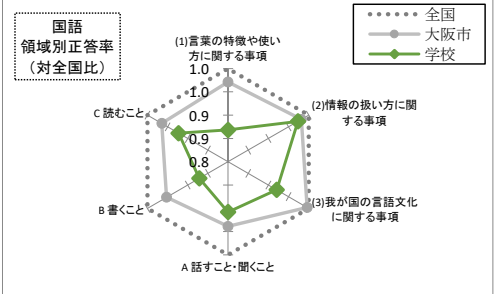 国語
領域別正答率
（対全国比）
全国
大阪市
学校
(1)言葉の特徴や使い
方に関する事項
1.0
1.0
0.9
0.9
0.8
(2)情報の扱い方に関
する事項
(3)我が国の言語文化
に関する事項
A 話すこと・聞くこと
B 書くこと
C 読むこと